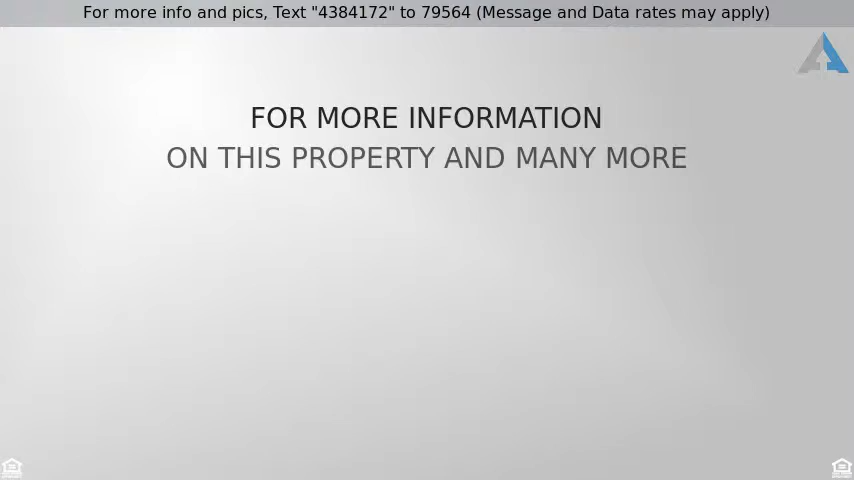 For more info and pics, Text "4384172" to 79564 (Message and Data rates may apply)
FOR MORE INFORMATION
ON THIS PROPERTY AND MANY MORE